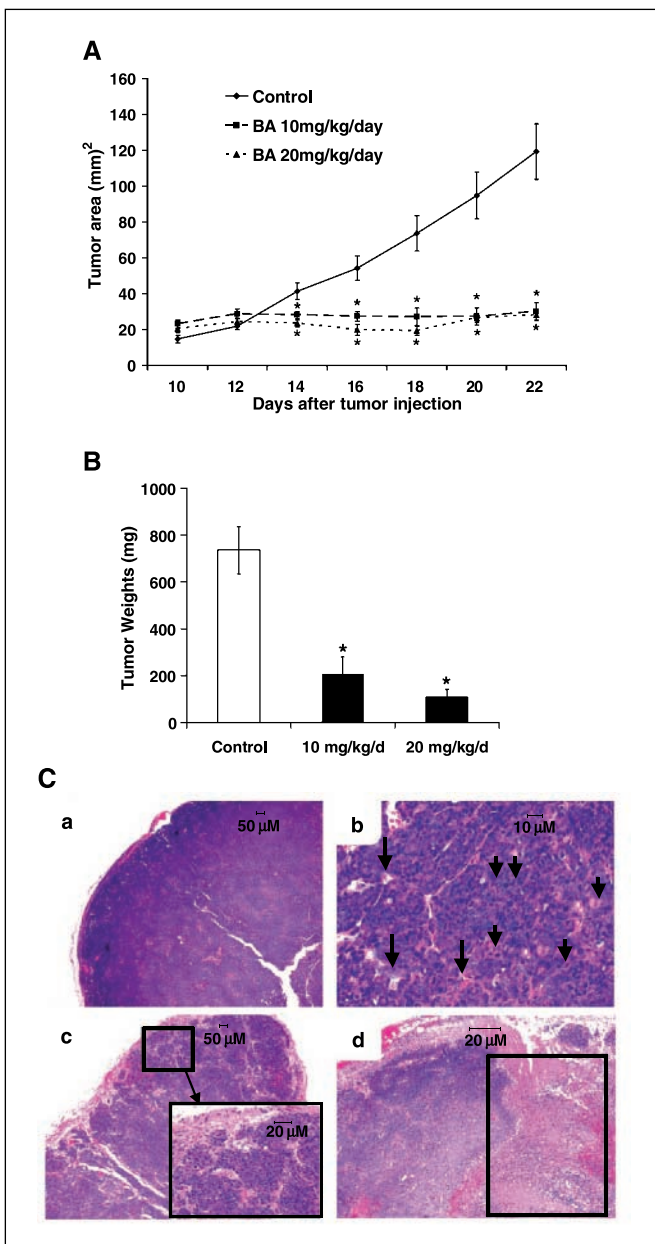 A
160
140
120
100
80
60
40
20
0
Tumor area (mm)²
Control
BA 10mg/kg/day
BA 20mg/kg/day
* * * * *
* * * * *
10 12 14 16 18 20 22
Days after tumor injection
B
1000
800
600
400
200
0
Tumor Weights (mg)
*
*
Control 10 mg/kg/d 20 mg/kg/d
C
a
50 µM
b
10 µM
c
50 µM
20 µM
d
20 µM